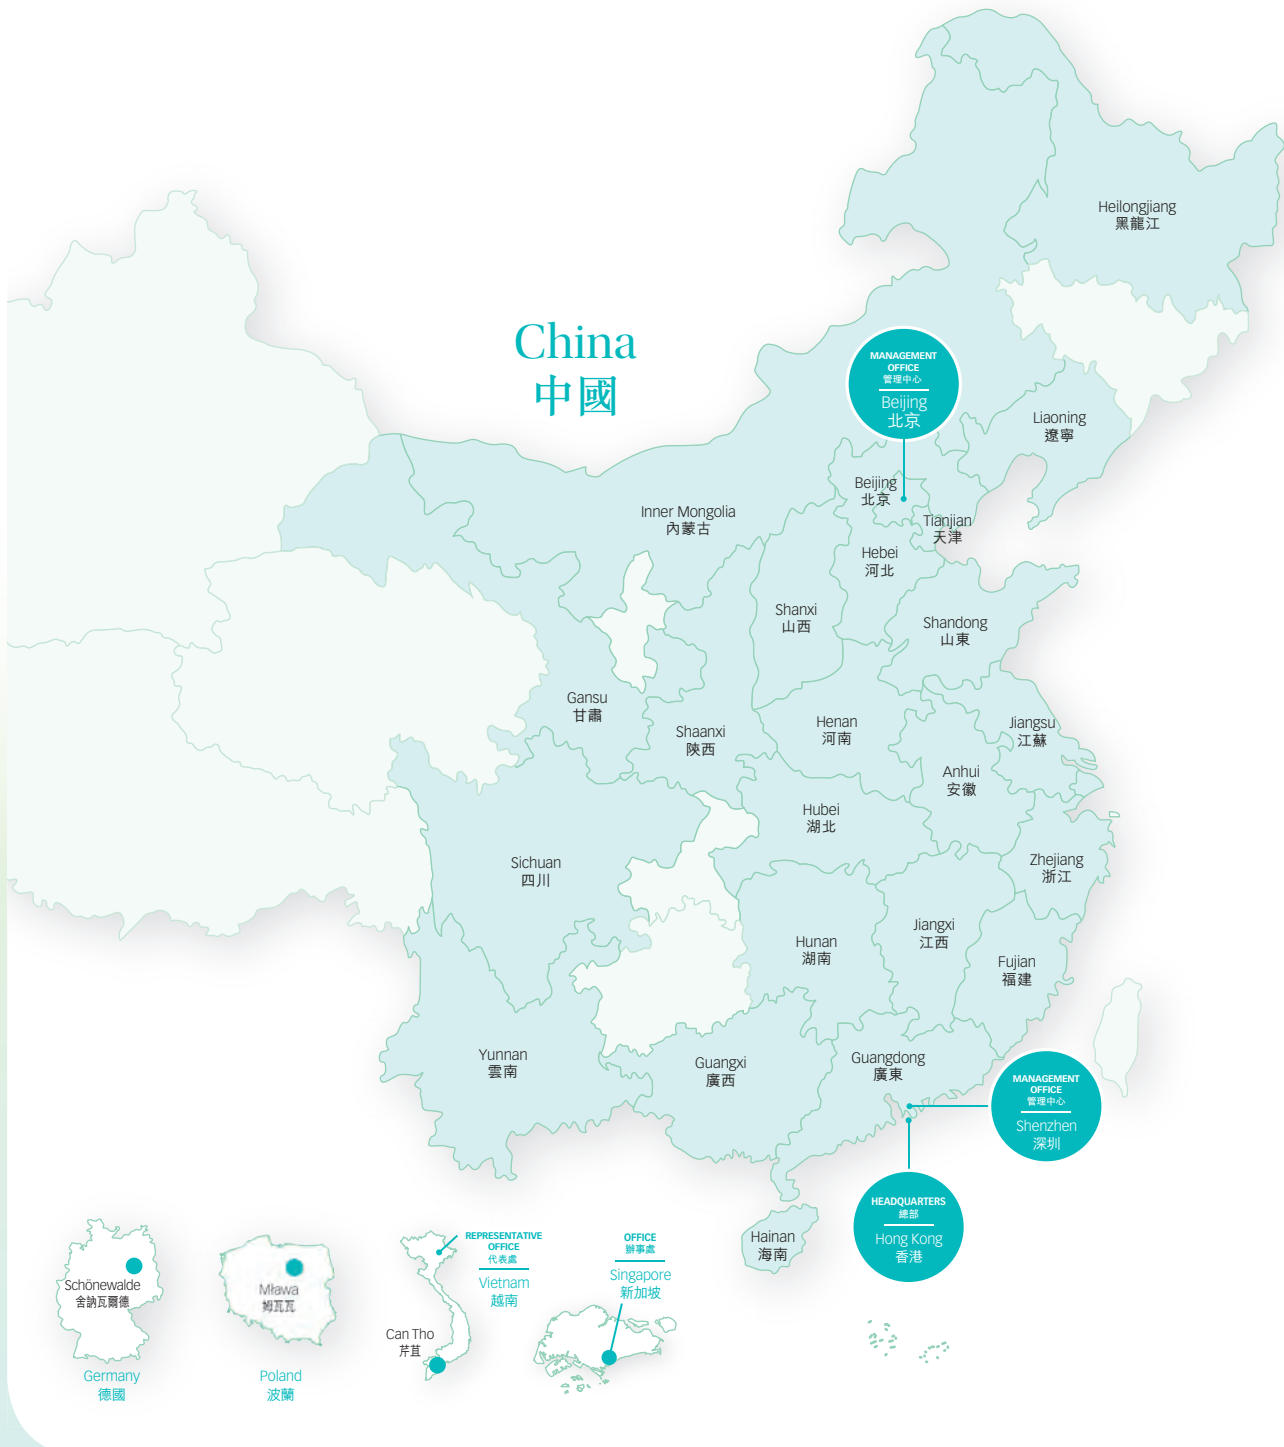 China
中國
Heilongjiang
黑龍江
MANAGEMENT
OFFICE
管理中心
Beijing
北京
Liaoning
遼寧
Beijing
北京
Inner Mongolia
內蒙古
Tianjian
天津
Hebei
河北
Shanxi
山西
Shandong
山東
Gansu
甘肅
Shaanxi
陝西
Henan
河南
Jiangsu
江蘇
Anhui
安徽
Hubei
湖北
Sichuan
四川
Zhejiang
浙江
Jiangxi
江西
Hunan
湖南
Fujian
福建
Yunnan
雲南
Guangxi
廣西
Guangdong
廣東
MANAGEMENT
OFFICE
管理中心
Shenzhen
深圳
HEADQUARTERS
總部
Hong Kong
香港
Hainan
海南
Schönewalde
舍訥瓦爾德
Germany
德國
Mława
姆瓦瓦
Poland
波蘭
REPRESENTATIVE
OFFICE
代表處
Vietnam
越南
Can Tho
芹苴
OFFICE
辦事處
Singapore
新加坡